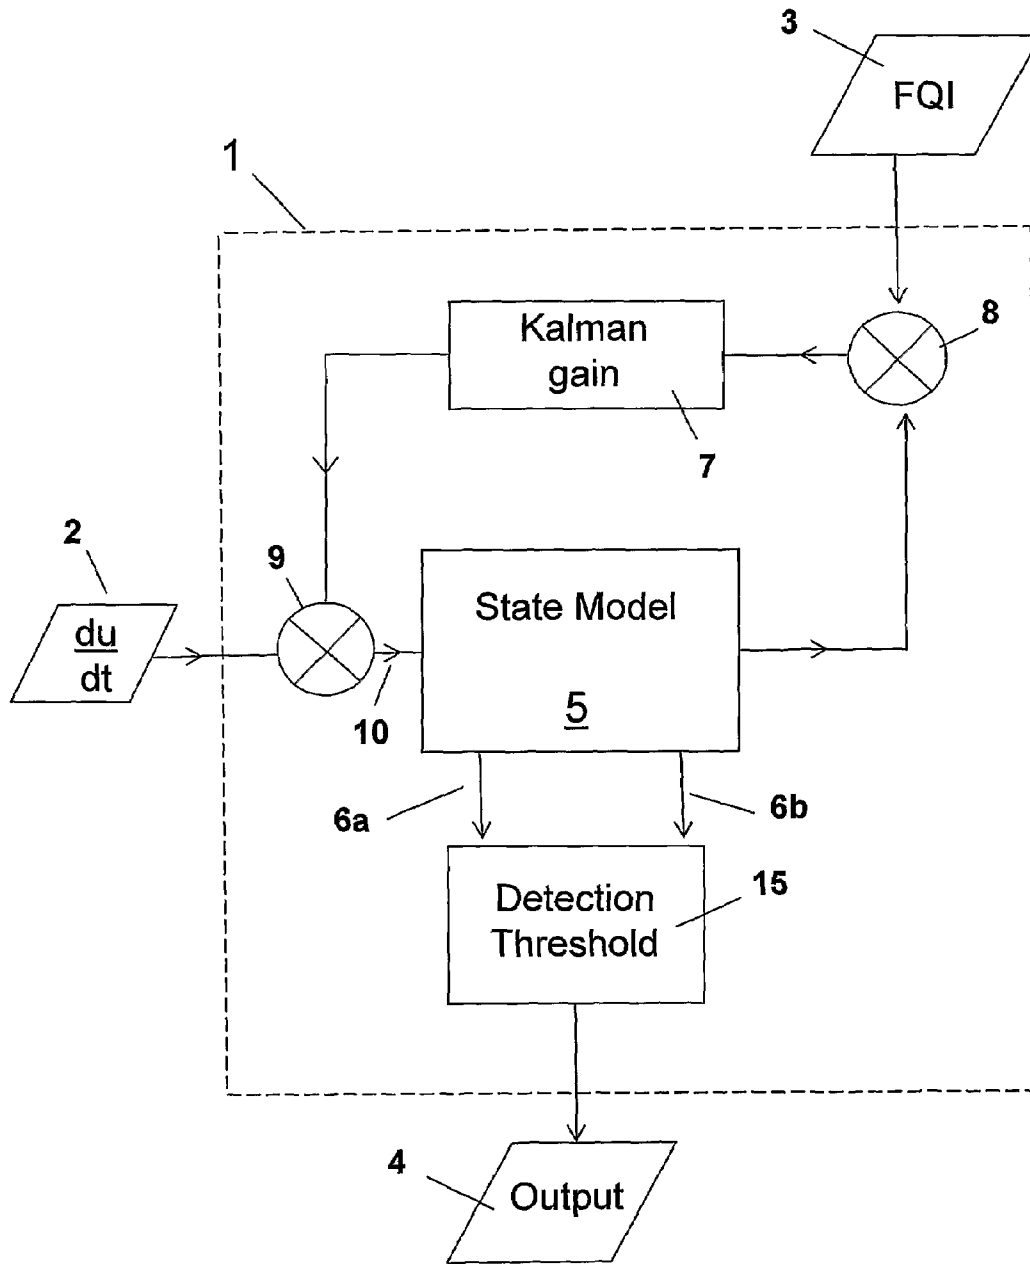 3
FQI
1
Kalman
gain
8
7
2
9
du
dt
State Model
5
10
6a
6b
15
Detection
Threshold
4
Output